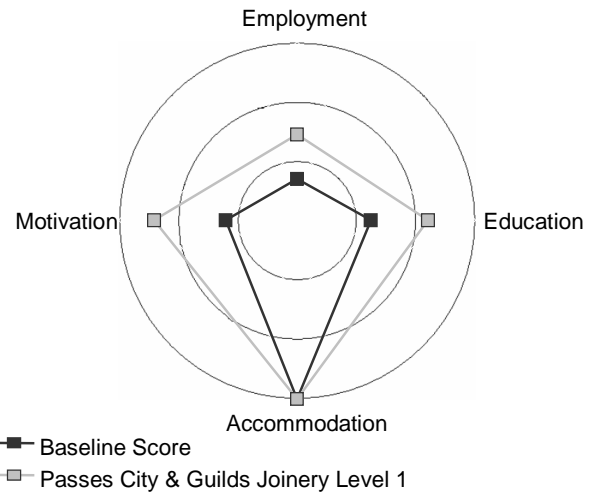 Employment
Motivation
Education
Accommodation
Baseline Score
Passes City & Guilds Joinery Level 1